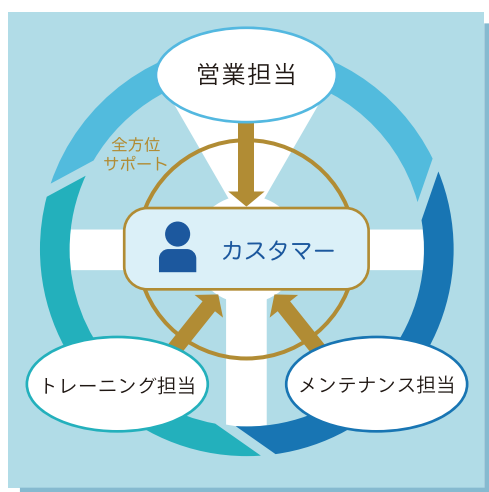 営業担当
全方位
サポート
カスタマー
トレーニング担当
メンテナンス担当